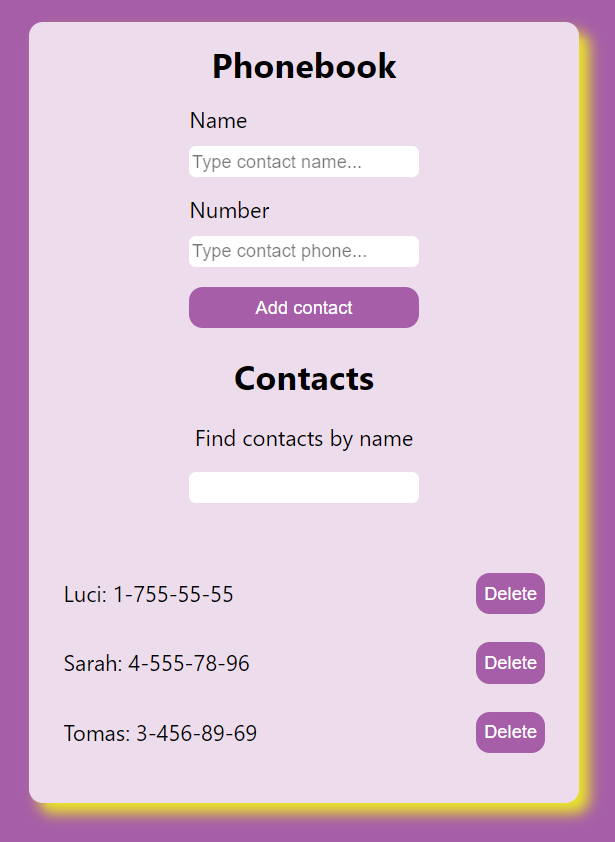 Phonebook
Name
Type contact name...
Number
Type contact phone...
Add contact
Contacts
Find contacts by name
Luci: 1-755-55-55 Delete
Sarah: 4-555-78-96 Delete
Tomas: 3-456-89-69 Delete